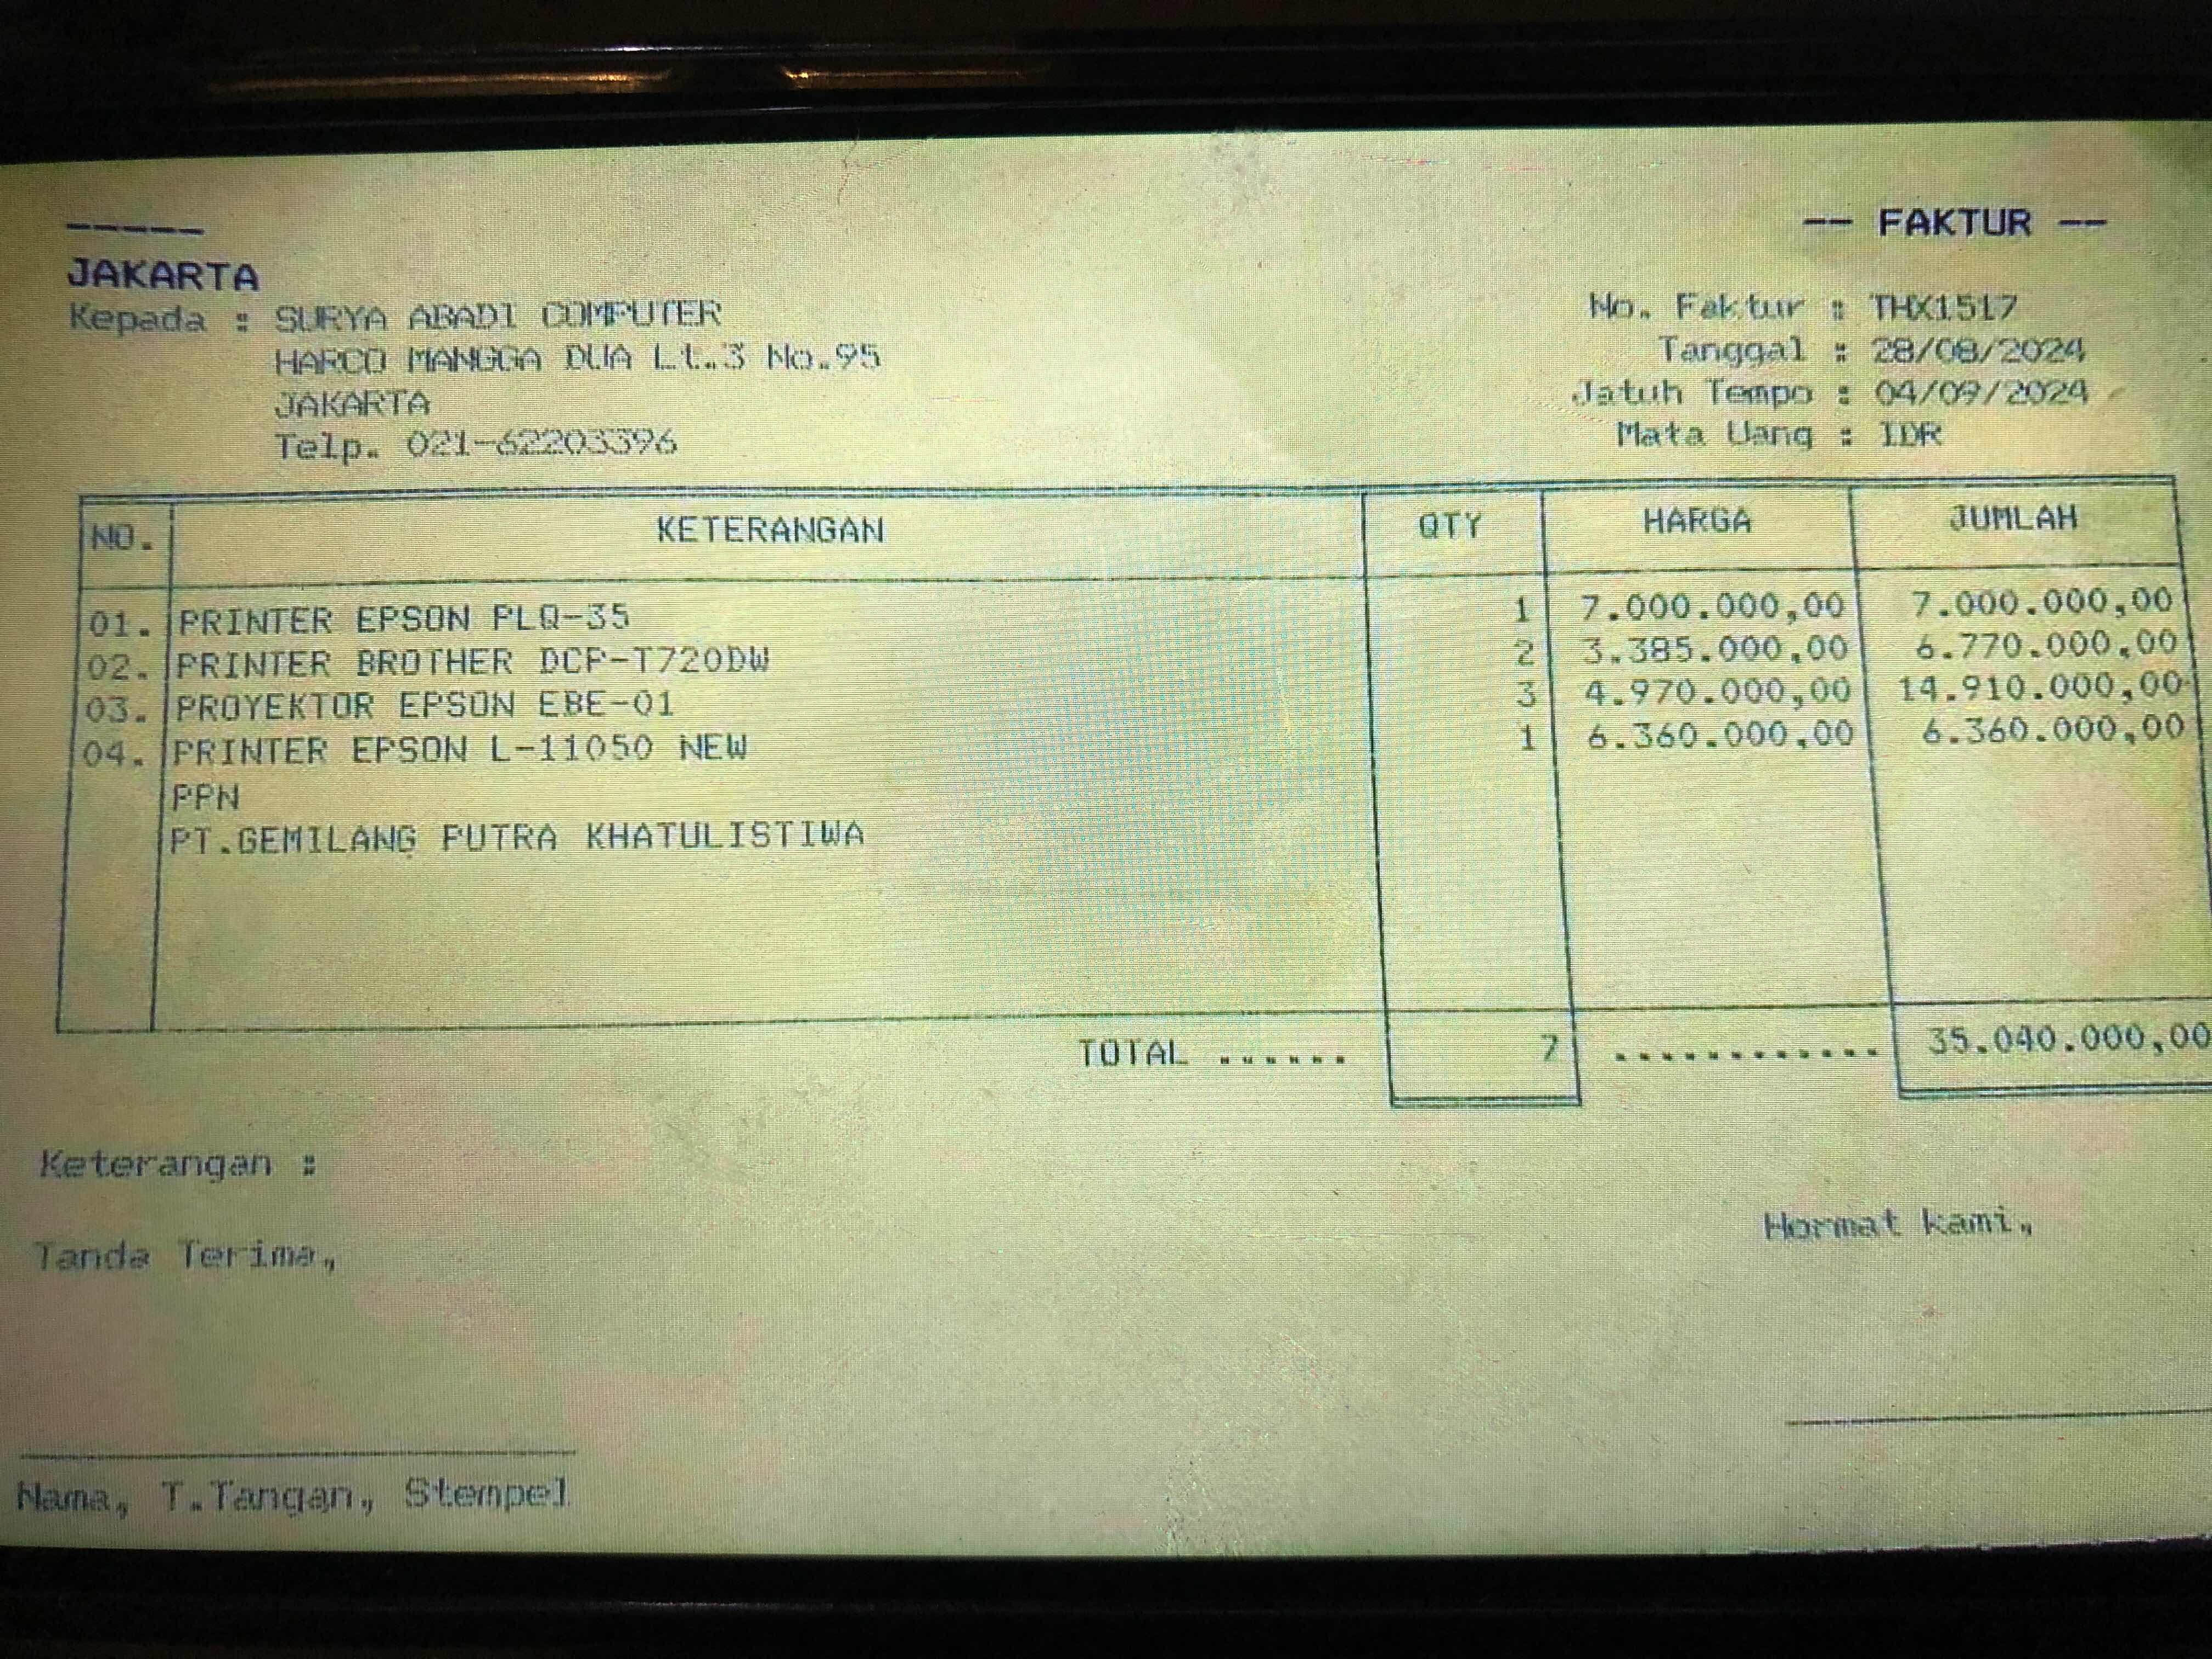 -----
-- FAKTUR --
JAKARTA
Kepada : SURYA ABADI COMPUTER
HARCO MANGGA DUA Lt.3 No.95
JAKARTA
Telp. 021-62203396
No. Faktur : THX1517
Tanggal : 28/08/2024
Jatuh Tempo : 04/09/2024
Mata Uang : IDR
NO. KETERANGAN QTY HARGA JUMLAH
01. PRINTER EPSON PLQ-35 1 7.000.000,00 7.000.000,00
02. PRINTER BROTHER DCP-T720DW 2 3.385.000,00 6.770.000,00
03. PROYEKTOR EPSON EBE-01 3 4.970.000,00 14.910.000,00
04. PRINTER EPSON L-11050 NEW 1 6.360.000,00 6.360.000,00
PPN
PT.GEMILANG PUTRA KHATULISTIWA
TOTAL ...... 7 ............ 35.040.000,00
Keterangan :
Tanda Terima,
Hormat kami,
Nama, T.Tangan, Stempel